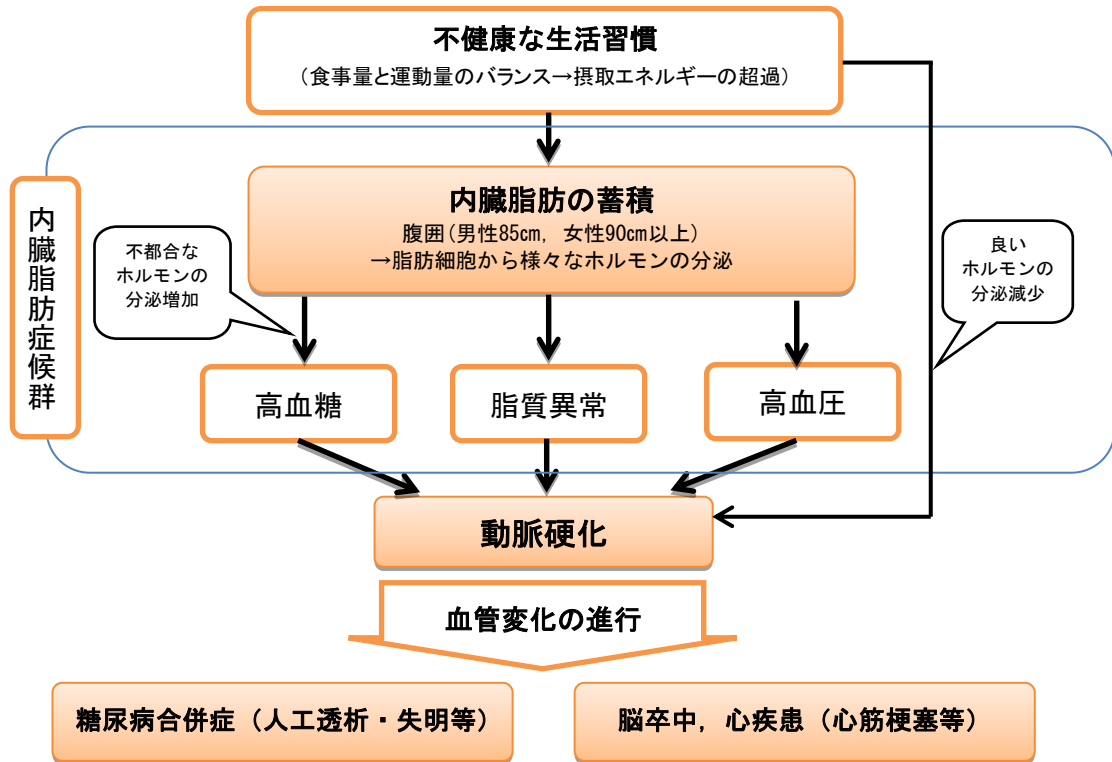 不健康な生活習慣
（食事量と運動量のバランス→摂取エネルギーの超過）
内臓脂肪症候群
内臓脂肪の蓄積
腹囲（男性85cm，女性90cm以上）
→脂肪細胞から様々なホルモンの分泌
不都合な
ホルモンの
分泌増加
良い
ホルモンの
分泌減少
高血糖
脂質異常
高血圧
動脈硬化
血管変化の進行
糖尿病合併症（人工透析・失明等）
脳卒中，心疾患（心筋梗塞等）